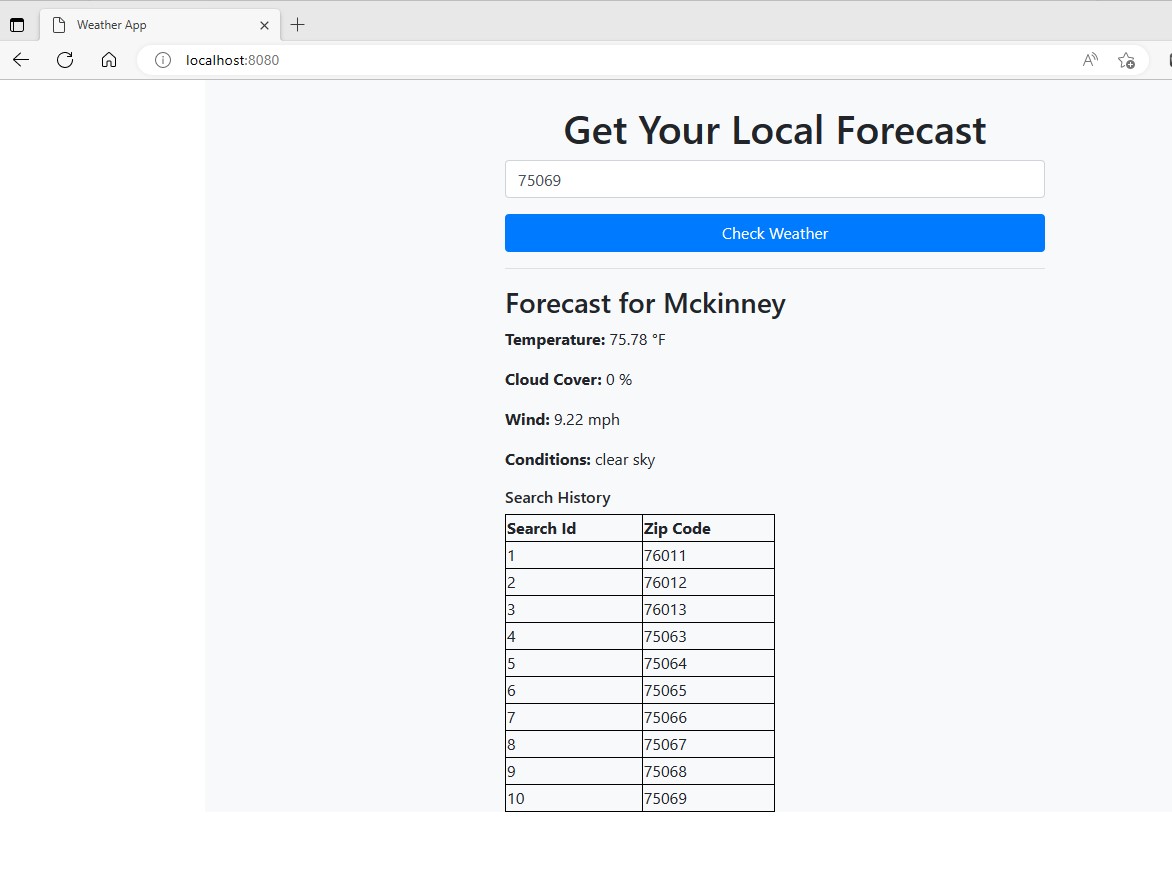 Weather App
localhost:8080
Get Your Local Forecast
75069
Check Weather
Forecast for Mckinney
Temperature: 75.78 °F
Cloud Cover: 0 %
Wind: 9.22 mph
Conditions: clear sky
Search History
Search Id Zip Code
1 76011
2 76012
3 76013
4 75063
5 75064
6 75065
7 75066
8 75067
9 75068
10 75069